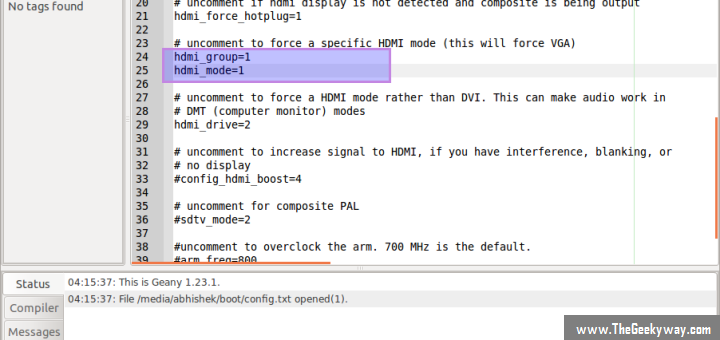 No tags found
20 # uncomment if hdmi display is not detected and composite is being output
21 hdmi_force_hotplug=1
22
23 # uncomment to force a specific HDMI mode (this will force VGA)
24 hdmi_group=1
25 hdmi_mode=1
26
27 # uncomment to force a HDMI mode rather than DVI. This can make audio work in
28 # DMT (computer monitor) modes
29 hdmi_drive=2
30
31 # uncomment to increase signal to HDMI, if you have interference, blanking, or
32 # no display
33 #config_hdmi_boost=4
34
35 # uncomment for composite PAL
36 #sdtv_mode=2
37
38 #uncomment to overclock the arm. 700 MHz is the default.
39 #arm_freq=800
Status
Compiler
Messages
04:15:37: This is Geany 1.23.1.
04:15:37: File /media/abhishek/boot/config.txt opened(1).
www.TheGeekyway.com